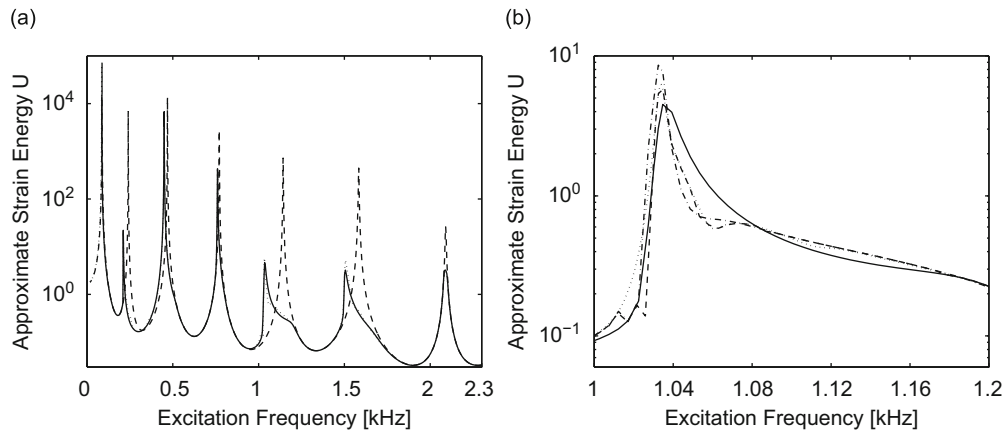 (a)
Approximate Strain Energy U
10^4
10^2
10^0
0 0.5 1 1.5 2 2.3
Excitation Frequency [kHz]
(b)
Approximate Strain Energy U
10^1
10^0
10^-1
1 1.04 1.08 1.12 1.16 1.2
Excitation Frequency [kHz]